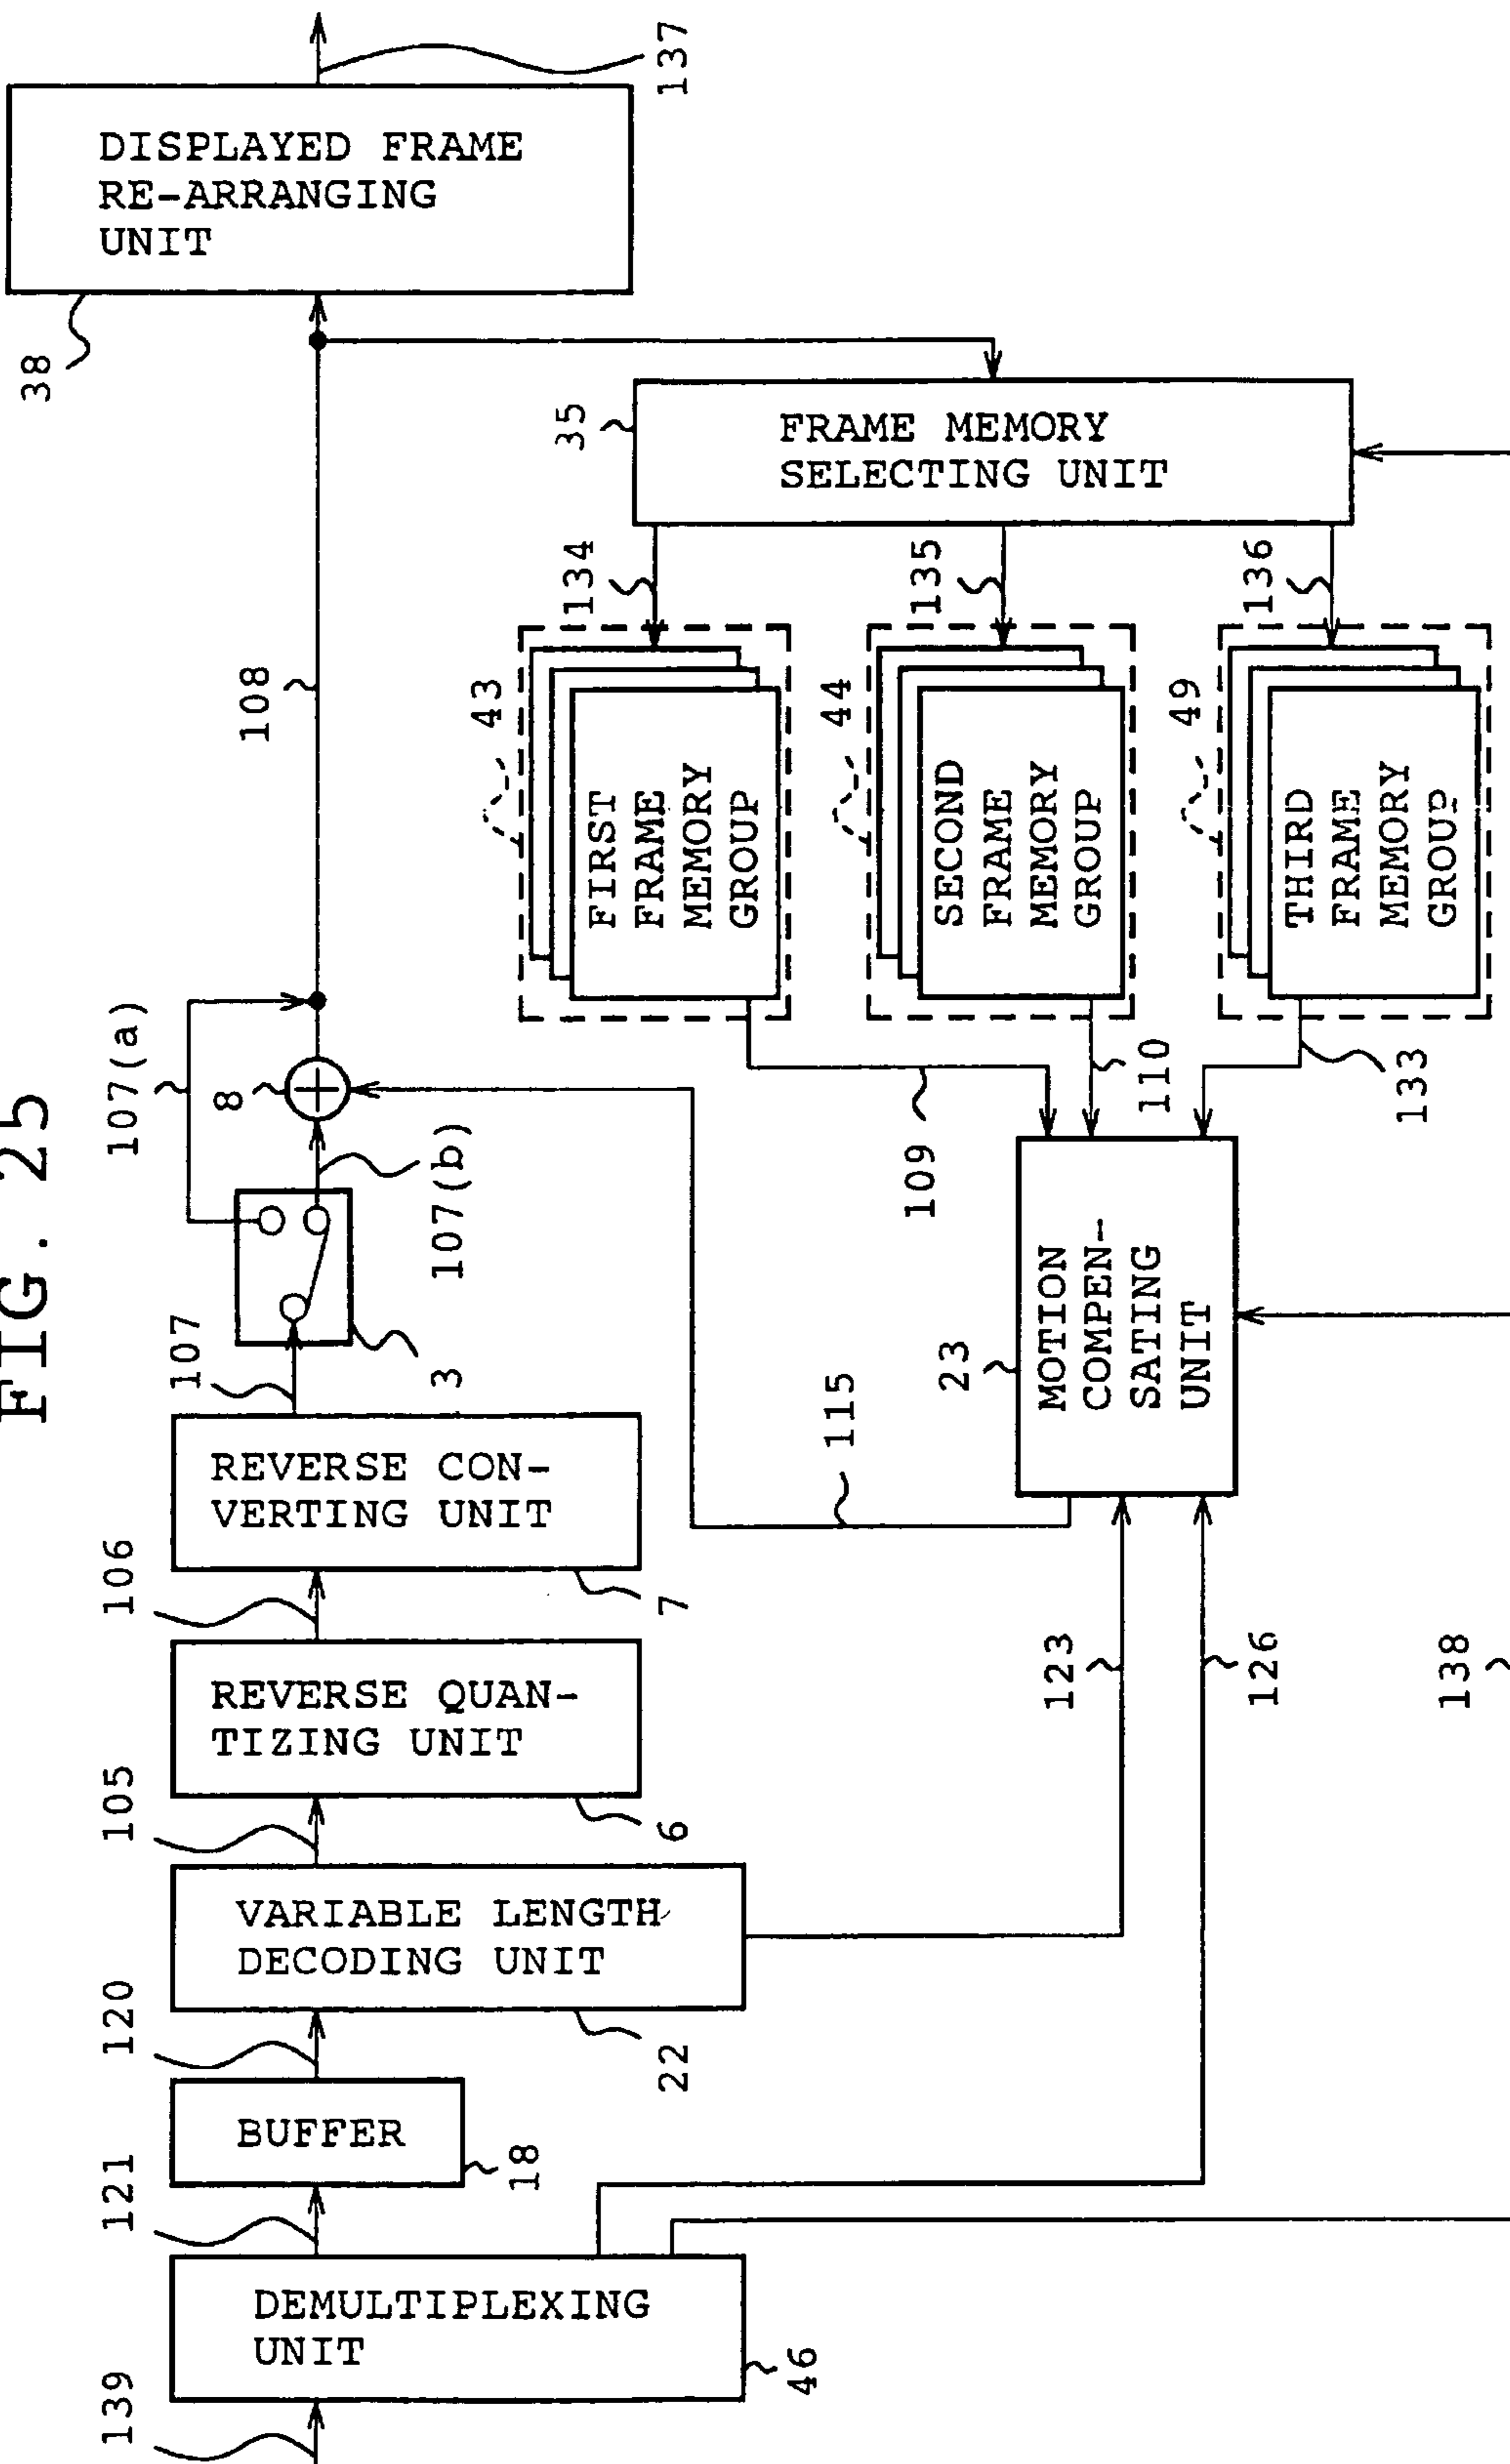 FIG. 25
139
DEMULTIPLEXING
UNIT
46
121
BUFFER
18
120
VARIABLE LENGTH
DECODING UNIT
22
105
REVERSE QUAN-
TIZING UNIT
6
106
REVERSE CON-
VERTING UNIT
7
107
3
107(a)
107(b)
8
108
DISPLAYED FRAME
RE-ARRANGING
UNIT
38
137
35
FRAME MEMORY
SELECTING UNIT
134
135
136
43
FIRST
FRAME
MEMORY
GROUP
44
SECOND
FRAME
MEMORY
GROUP
49
THIRD
FRAME
MEMORY
GROUP
109
110
133
23
MOTION
COMPEN-
SATING
UNIT
115
123
126
138